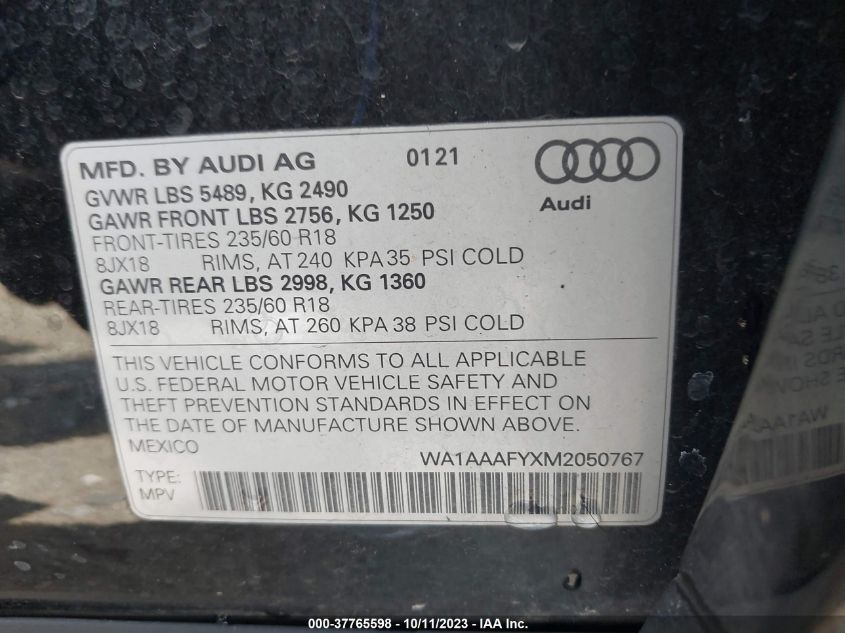 MFD. BY AUDI AG 0121
GVWR LBS 5489, KG 2490
GAWR FRONT LBS 2756, KG 1250
Audi
FRONT-TIRES 235/60 R18
8JX18 RIMS, AT 240 KPA 35 PSI COLD
GAWR REAR LBS 2998, KG 1360
REAR-TIRES 235/60 R18
8JX18 RIMS, AT 260 KPA 38 PSI COLD
THIS VEHICLE CONFORMS TO ALL APPLICABLE
U.S. FEDERAL MOTOR VEHICLE SAFETY AND
THEFT PREVENTION STANDARDS IN EFFECT ON
THE DATE OF MANUFACTURE SHOWN ABOVE.
MEXICO
WA1AAAFYXM2050767
TYPE:
MPV
000-37765598 - 10/11/2023 - IAA Inc.